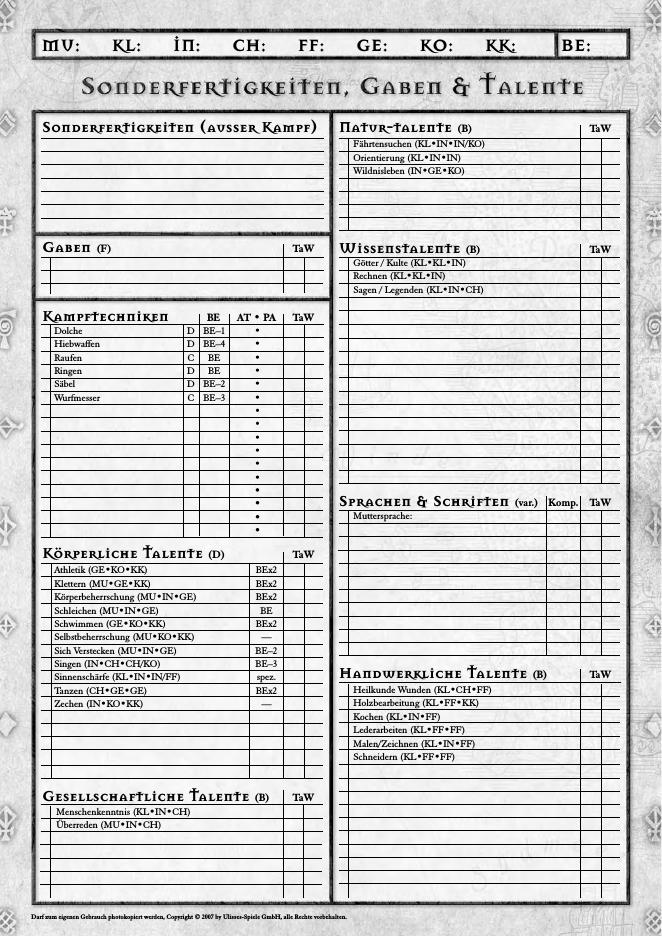 MU: KL: IN: CH: FF: GE: KO: KK: BE:
Sonderfertigkeiten, Gaben & Talente
Sonderfertigkeiten (ausser Kampf)
Gaben (F) TaW
Kampftechniken BE AT • PA TaW
Dolche D BE–1 •
Hiebwaffen D BE–4 •
Raufen C BE •
Ringen D BE •
Säbel D BE–2 •
Wurfmesser C BE–3 •
•
•
•
•
•
•
•
•
•
•
Körperliche Talente (D) TaW
Athletik (GE•KO•KK) BEx2
Klettern (MU•GE•KK) BEx2
Körperbeherrschung (MU•IN•GE) BEx2
Schleichen (MU•IN•GE) BE
Schwimmen (GE•KO•KK) BEx2
Selbstbeherrschung (MU•KO•KK) —
Sich Verstecken (MU•IN•GE) BE–2
Singen (IN•CH•CH/KO) BE–3
Sinnenschärfe (KL•IN•IN/FF) spez.
Tanzen (CH•GE•GE) BEx2
Zechen (IN•KO•KK) —
Gesellschaftliche Talente (B) TaW
Menschenkenntnis (KL•IN•CH)
Überreden (MU•IN•CH)
Natur-talente (B) TaW
Fährtensuchen (KL•IN•IN/KO)
Orientierung (KL•IN•IN)
Wildnisleben (IN•GE•KO)
Wissenstalente (B) TaW
Götter / Kulte (KL•KL•IN)
Rechnen (KL•KL•IN)
Sagen / Legenden (KL•IN•CH)
Sprachen & Schriften (var.) Komp. TaW
Muttersprache:
Handwerkliche Talente (B) TaW
Heilkunde Wunden (KL•CH•FF)
Holzbearbeitung (KL•FF•KK)
Kochen (KL•IN•FF)
Lederarbeiten (KL•FF•FF)
Malen/Zeichnen (KL•IN•FF)
Schneidern (KL•FF•FF)
Darf zum eigenen Gebrauch photokopiert werden, Copyright © 2007 by Ulisses-Spiele GmbH, alle Rechte vorbehalten.